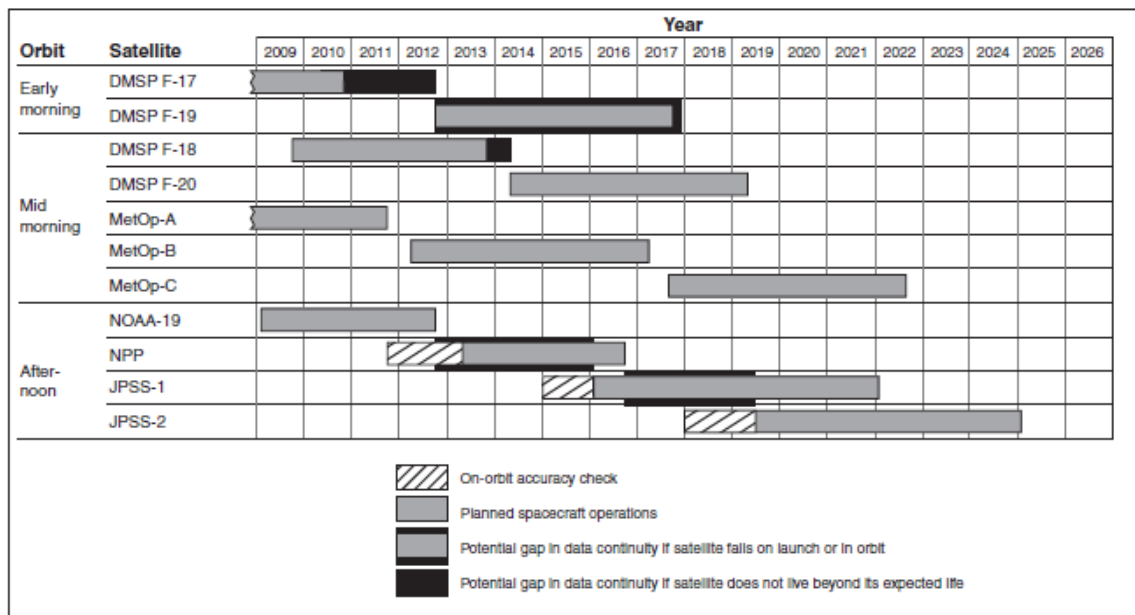 Year
Orbit Satellite 2009 2010 2011 2012 2013 2014 2015 2016 2017 2018 2019 2020 2021 2022 2023 2024 2025 2026
Early
morning
DMSP F-17
DMSP F-19
Mid
morning
DMSP F-18
DMSP F-20
MetOp-A
MetOp-B
MetOp-C
After-
noon
NOAA-19
NPP
JPSS-1
JPSS-2
On-orbit accuracy check
Planned spacecraft operations
Potential gap in data continuity if satellite fails on launch or in orbit
Potential gap in data continuity if satellite does not live beyond its expected life